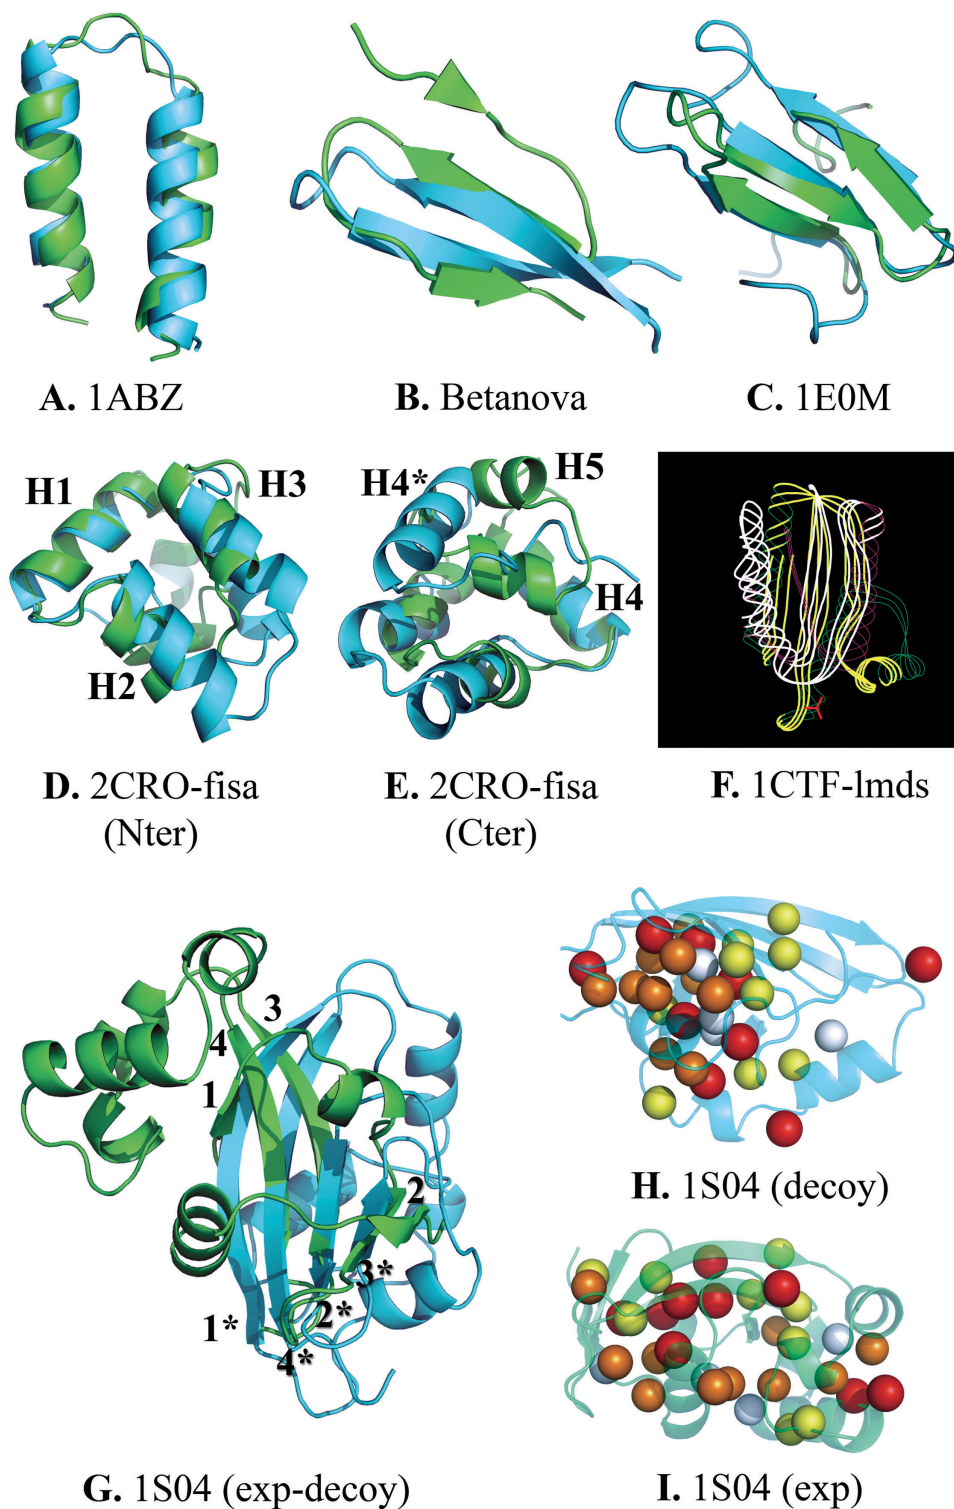 A. 1ABZ
B. Betanova
C. 1E0M
H1
H3
H2
H4*
H5
H4
D. 2CRO-fisa
(Nter)
E. 2CRO-fisa
(Cter)
F. 1CTF-lmds
3
4
1
2
3*
2*
1*
4*
G. 1S04 (exp-decoy)
H. 1S04 (decoy)
I. 1S04 (exp)